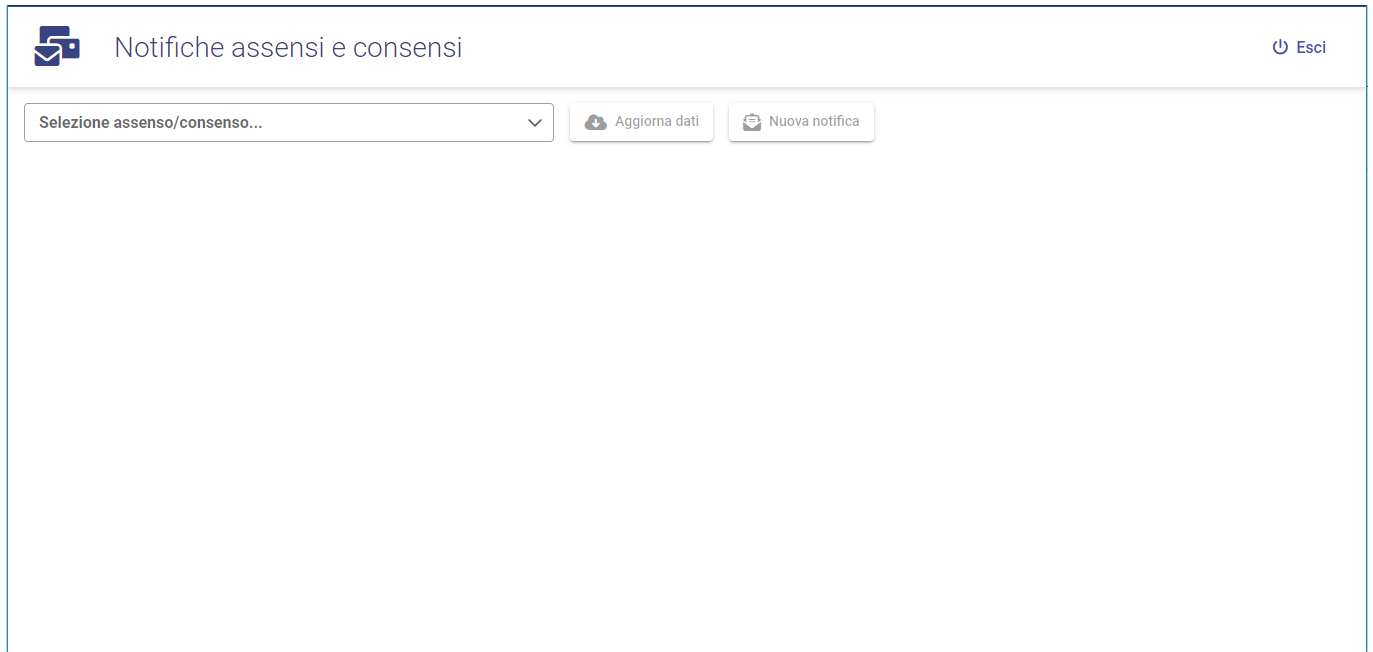 Notifiche assensi e consensi
Esci
Selezione assenso/consenso...
Aggiorna dati
Nuova notifica